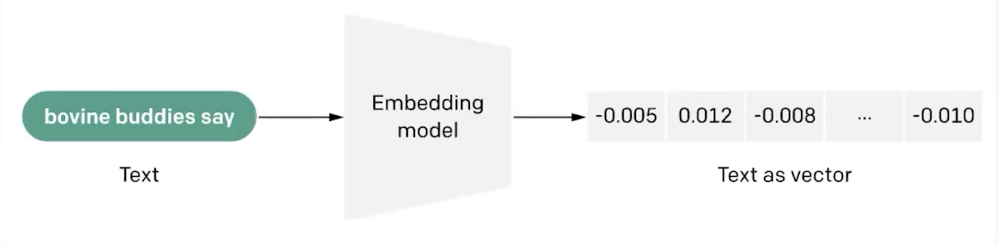 bovine buddies say
Text
Embedding
model
-0.005 0.012 -0.008 ... -0.010
Text as vector